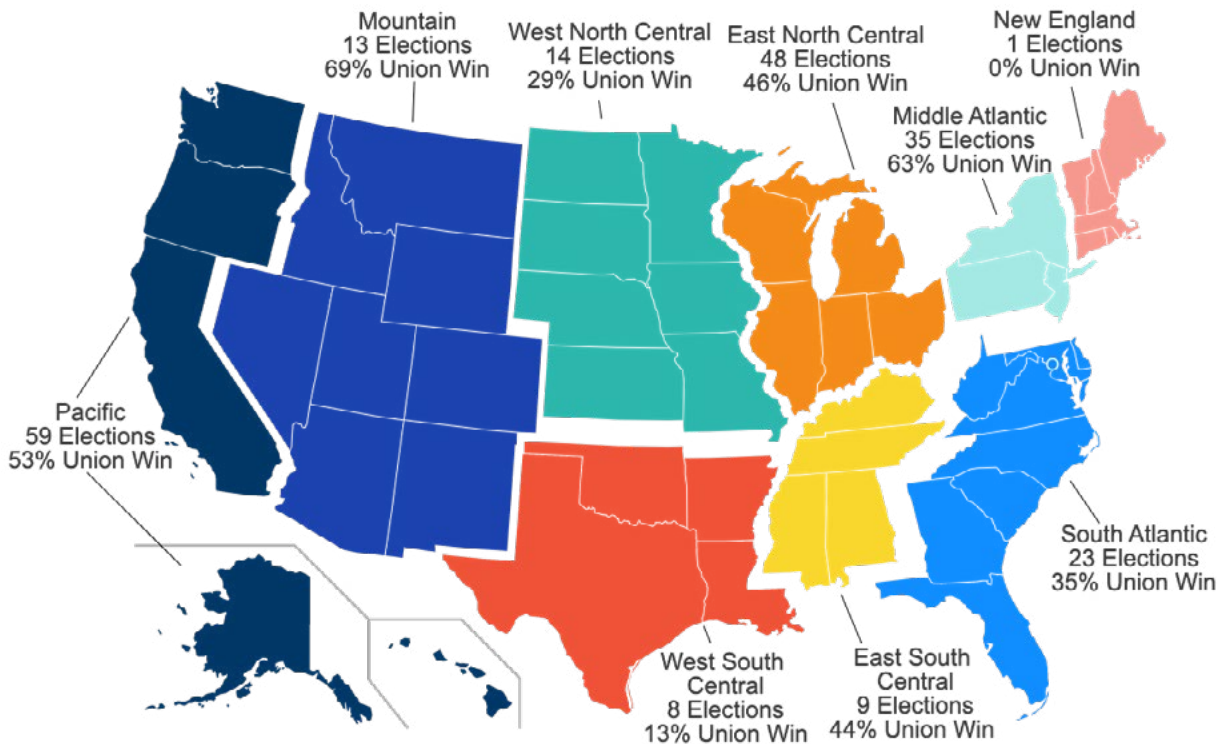 Mountain
13 Elections
69% Union Win
West North Central
14 Elections
29% Union Win
East North Central
48 Elections
46% Union Win
New England
1 Elections
0% Union Win
Middle Atlantic
35 Elections
63% Union Win
Pacific
59 Elections
53% Union Win
South Atlantic
23 Elections
35% Union Win
West South
Central
8 Elections
13% Union Win
East South
Central
9 Elections
44% Union Win